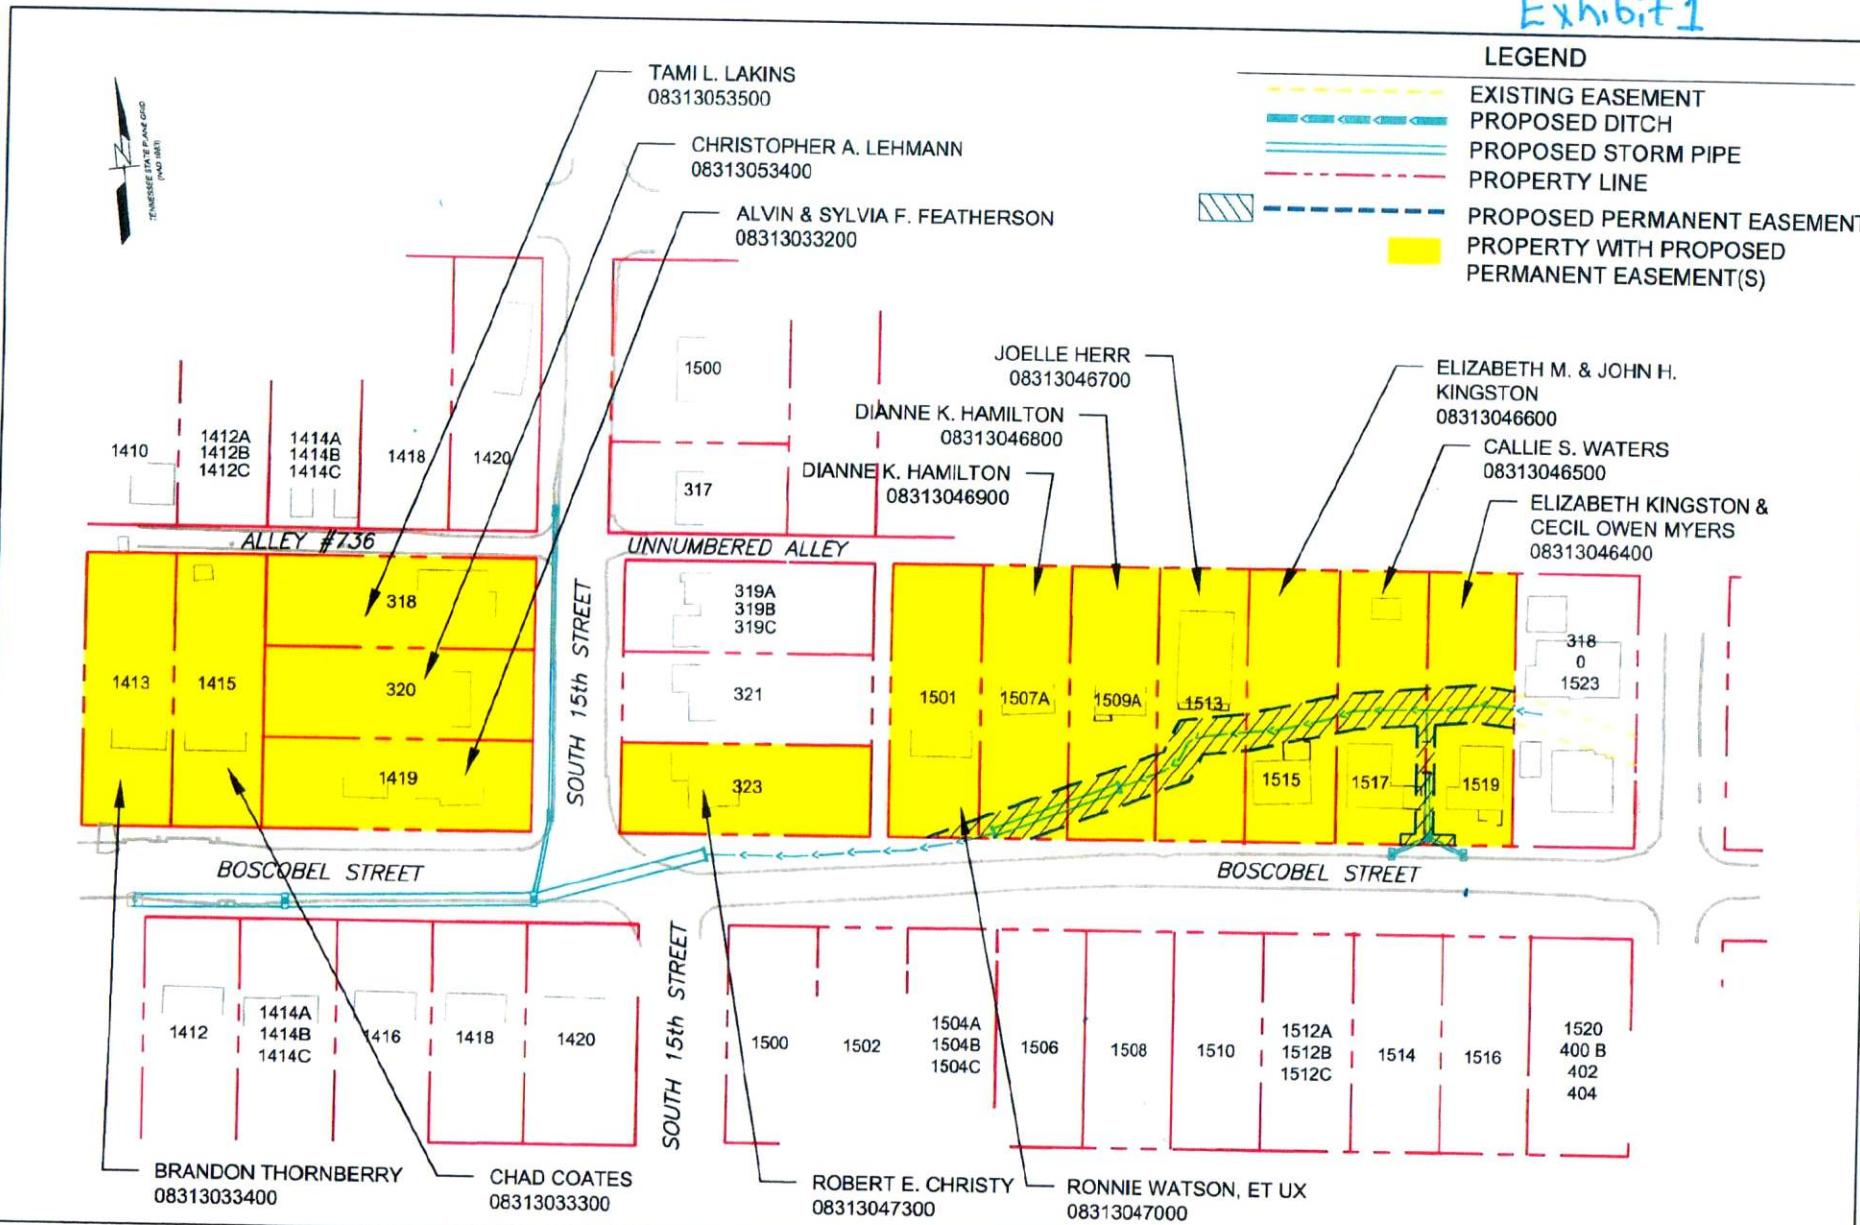 Exhibit 1
LEGEND
EXISTING EASEMENT
PROPOSED DITCH
PROPOSED STORM PIPE
PROPERTY LINE
PROPOSED PERMANENT EASEMENT
PROPERTY WITH PROPOSED
PERMANENT EASEMENT(S)
TENNESSEE STATE PLANE GRID
(NAD 1983)
TAMI L. LAKINS
08313053500
CHRISTOPHER A. LEHMANN
08313053400
ALVIN & SYLVIA F. FEATHERSON
08313033200
JOELLE HERR
08313046700
DIANNE K. HAMILTON
08313046800
DIANNE K. HAMILTON
08313046900
ELIZABETH M. & JOHN H.
KINGSTON
08313046600
CALLIE S. WATERS
08313046500
ELIZABETH KINGSTON &
CECIL OWEN MYERS
08313046400
1410
1412A
1412B
1412C
1414A
1414B
1414C
1418
1420
1500
317
ALLEY #736
UNNUMBERED ALLEY
1413
1415
318
320
1419
SOUTH 15th STREET
319A
319B
319C
321
323
1501
1507A
1509A
1513
1515
1517
1519
318
0
1523
BOSCOBEL STREET
BOSCOBEL STREET
1412
1414A
1414B
1414C
1416
1418
1420
SOUTH 15th STREET
1500
1502
1504A
1504B
1504C
1506
1508
1510
1512A
1512B
1512C
1514
1516
1520
400 B
402
404
BRANDON THORNBERRY
08313033400
CHAD COATES
08313033300
ROBERT E. CHRISTY
08313047300
RONNIE WATSON, ET UX
08313047000